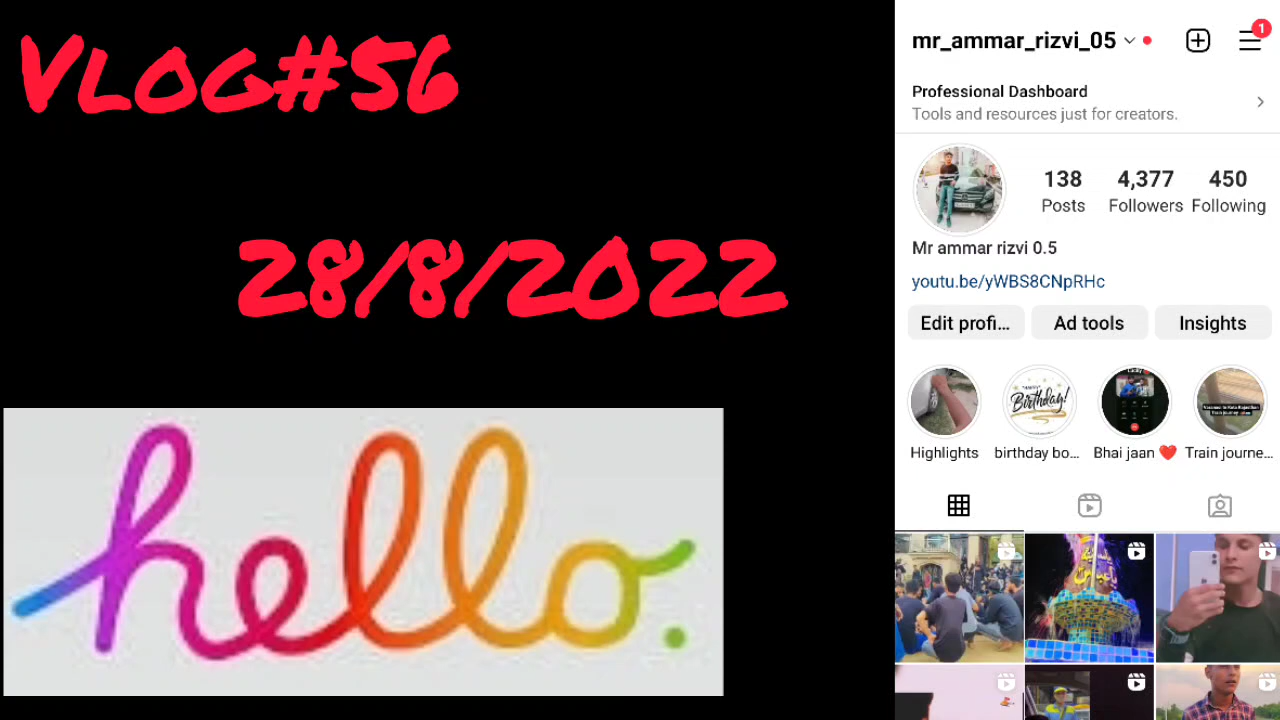 Vlog#56
28/8/2022
hello.
mr_ammar_rizvi_05
1
Professional Dashboard
Tools and resources just for creators.
138 4,377 450
Posts Followers Following
Mr ammar rizvi 0.5
youtu.be/yWBS8CNpRHc
Edit profi... Ad tools Insights
Birthday!
Highlights birthday bo... Bhai jaan ❤️ Train journe...